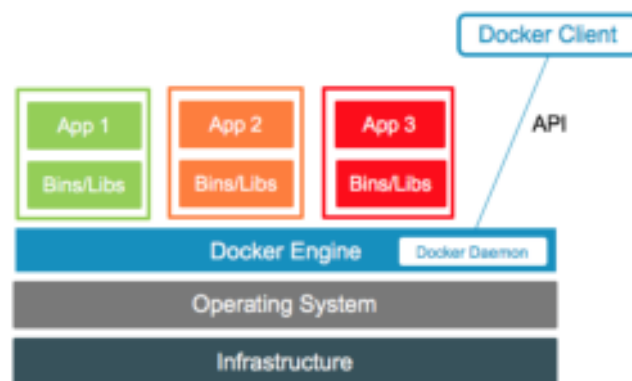 Docker Client
App 1
App 2
App 3
API
Bins/Libs
Bins/Libs
Bins/Libs
Docker Engine
Docker Daemon
Operating System
Infrastructure